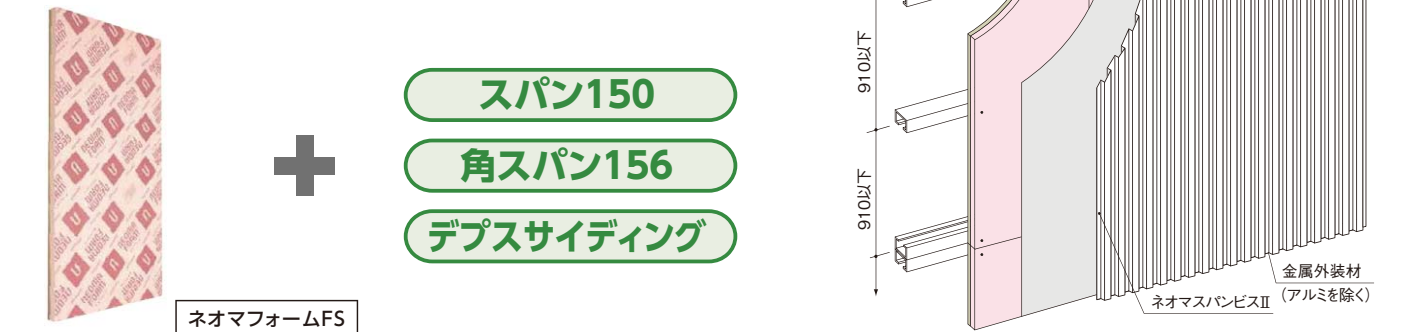 ネオマフォームFS
スパン150
角スパン156
デプスサイディング
910以下
910以下
ネオマスパンビスⅡ
金属外装材
(アルミを除く)